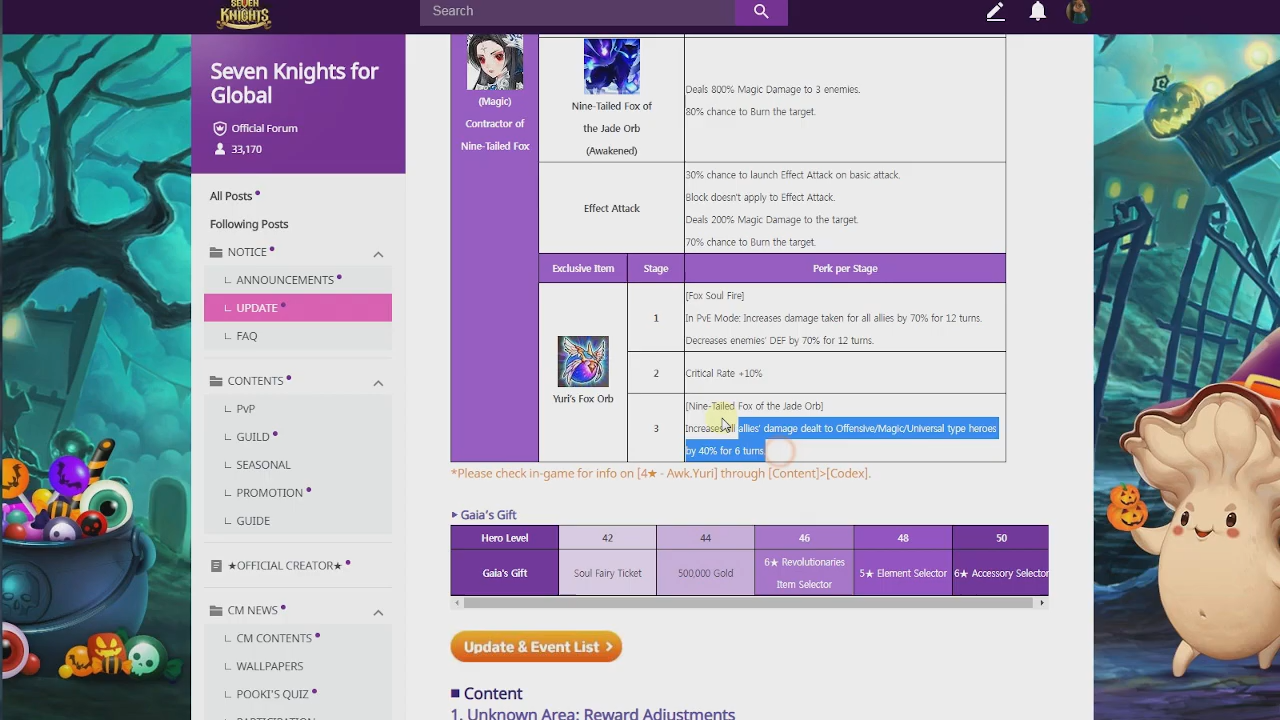 SEVEN
KNIGHTS
Search
Seven Knights for
Global
Official Forum
33,170
All Posts
Following Posts
NOTICE
ANNOUNCEMENTS
UPDATE
FAQ
CONTENTS
PvP
GUILD
SEASONAL
PROMOTION
GUIDE
★OFFICIAL CREATOR★
CM NEWS
CM CONTENTS
WALLPAPERS
POOKI'S QUIZ
(Magic)
Contractor of
Nine-Tailed Fox
Nine-Tailed Fox of
the Jade Orb
(Awakened)
Deals 800% Magic Damage to 3 enemies.
80% chance to Burn the target.
Effect Attack
30% chance to launch Effect Attack on basic attack.
Block doesn't apply to Effect Attack.
Deals 200% Magic Damage to the target.
70% chance to Burn the target.
Exclusive Item Stage Perk per Stage
Yuri's Fox Orb
1
[Fox Soul Fire]
In PvE Mode: Increases damage taken for all allies by 70% for 12 turns.
Decreases enemies' DEF by 70% for 12 turns.
2 Critical Rate +10%
3
[Nine-Tailed Fox of the Jade Orb]
Increases all allies' damage dealt to Offensive/Magic/Universal type heroes
by 40% for 6 turns.
*Please check in-game for info on [4★ - Awk.Yuri] through [Content]>[Codex].
Gaia's Gift
Hero Level 42 44 46 48 50
Gaia's Gift Soul Fairy Ticket 500,000 Gold 6★ Revolutionaries Item Selector 5★ Element Selector 6★ Accessory Selector
Update & Event List >
■ Content
1. Unknown Area: Reward Adjustments